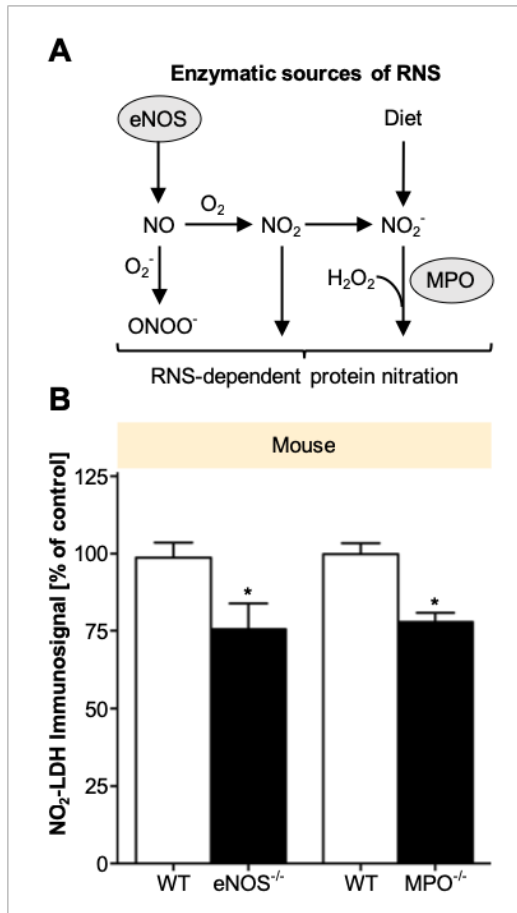 A
Enzymatic sources of RNS
eNOS
Diet
NO
O₂
NO₂
NO₂⁻
O₂⁻
H₂O₂
MPO
ONOO⁻
RNS-dependent protein nitration
B
Mouse
NO₂-LDH Immunosignal [% of control]
125
100
75
50
25
0
*
*
WT eNOS⁻/⁻ WT MPO⁻/⁻